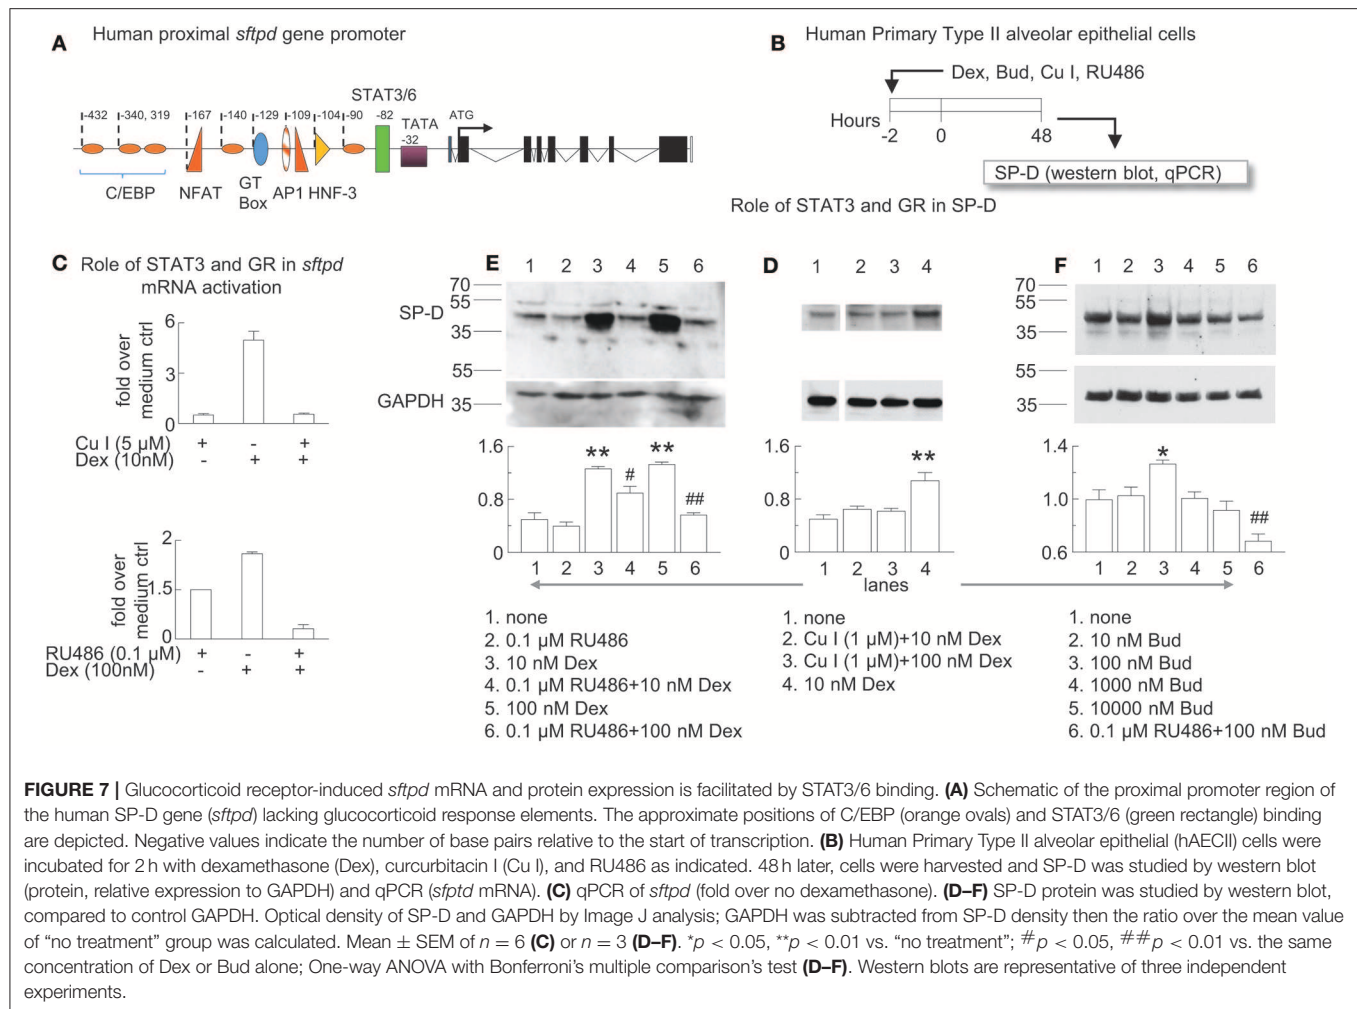 A Human proximal sftpd gene promoter
STAT3/6
-432 -340, 319 -167 -140 -129 -109 -104 -90 -82 TATA ATG
-32
C/EBP NFAT GT Box AP1 HNF-3
B Human Primary Type II alveolar epithelial cells
Dex, Bud, Cu I, RU486
Hours
-2 0 48
SP-D (western blot, qPCR)
Role of STAT3 and GR in SP-D
C Role of STAT3 and GR in sftpd
mRNA activation
fold over
medium ctrl
6
3
0
Cu I (5 µM) + - +
Dex (10nM) - + +
fold over
medium ctrl
2
1.5
0
RU486 (0.1 µM) + - +
Dex (100nM) - + +
E 1 2 3 4 5 6
70
55
SP-D
35
55
GAPDH 35
1.6 ** # ** ##
0.8
0
1 2 3 4 5 6
1. none
2. 0.1 µM RU486
3. 10 nM Dex
4. 0.1 µM RU486+10 nM Dex
5. 100 nM Dex
6. 0.1 µM RU486+100 nM Dex
D 1 2 3 4
1.6 **
0.8
0
1 2 3 4
lanes
1. none
2. Cu I (1 µM)+10 nM Dex
3. Cu I (1 µM)+100 nM Dex
4. 10 nM Dex
F 1 2 3 4 5 6
70
55
35
55
35
1.4 * ##
1.0
0.6
1 2 3 4 5 6
1. none
2. 10 nM Bud
3. 100 nM Bud
4. 1000 nM Bud
5. 10000 nM Bud
6. 0.1 µM RU486+100 nM Bud
FIGURE 7 | Glucocorticoid receptor-induced sftpd mRNA and protein expression is facilitated by STAT3/6 binding. (A) Schematic of the proximal promoter region of
the human SP-D gene (sftpd) lacking glucocorticoid response elements. The approximate positions of C/EBP (orange ovals) and STAT3/6 (green rectangle) binding
are depicted. Negative values indicate the number of base pairs relative to the start of transcription. (B) Human Primary Type II alveolar epithelial (hAECII) cells were
incubated for 2 h with dexamethasone (Dex), curcurbitacin I (Cu I), and RU486 as indicated. 48 h later, cells were harvested and SP-D was studied by western blot
(protein, relative expression to GAPDH) and qPCR (sfptd mRNA). (C) qPCR of sftpd (fold over no dexamethasone). (D–F) SP-D protein was studied by western blot,
compared to control GAPDH. Optical density of SP-D and GAPDH by Image J analysis; GAPDH was subtracted from SP-D density then the ratio over the mean value
of “no treatment” group was calculated. Mean ± SEM of n = 6 (C) or n = 3 (D–F). *p < 0.05, **p < 0.01 vs. “no treatment”; #p < 0.05, ##p < 0.01 vs. the same
concentration of Dex or Bud alone; One-way ANOVA with Bonferroni’s multiple comparison’s test (D–F). Western blots are representative of three independent
experiments.